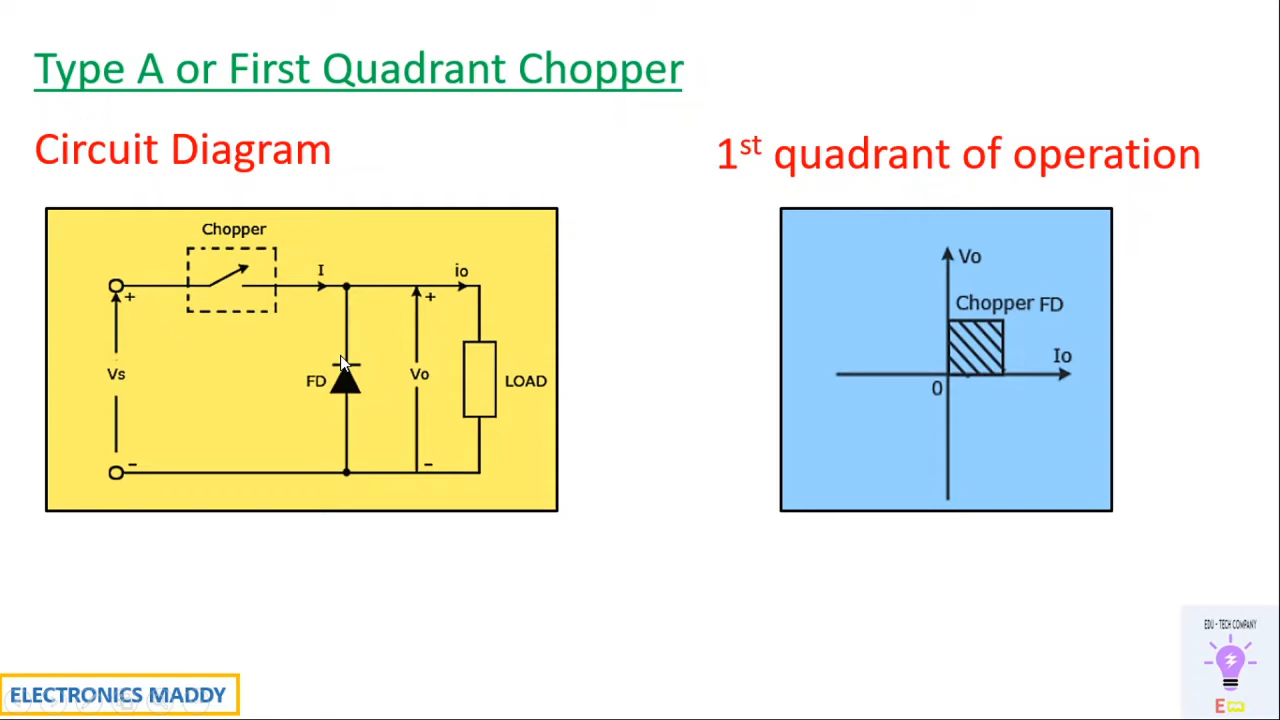 Type A or First Quadrant Chopper
Circuit Diagram
1st quadrant of operation
Chopper
I
io
+
+
Vs
FD
Vo
LOAD
-
-
Vo
Chopper FD
Io
0
EDU - TECH COMPANY
E
ELECTRONICS MADDY